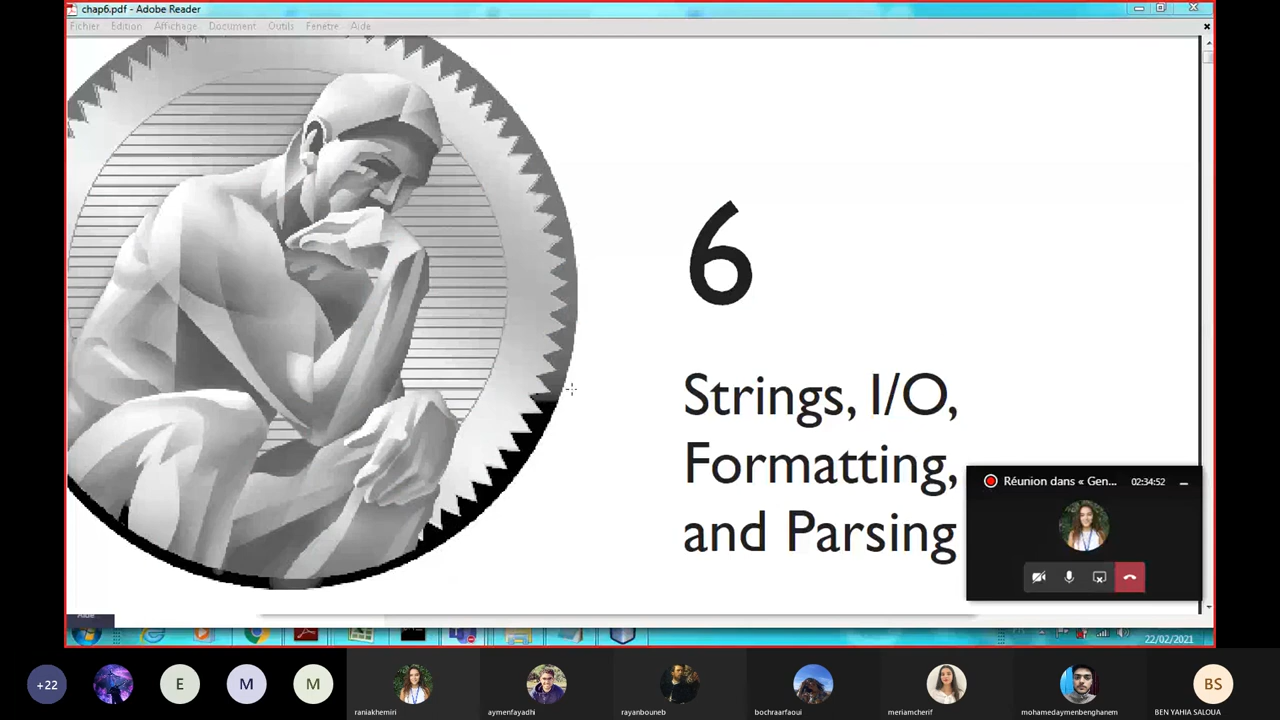 chap6.pdf - Adobe Reader
Fichier Edition Affichage Document Outils Fenêtre Aide
6
Strings, I/O,
Formatting,
and Parsing
Réunion dans « Gen... 02:34:52
22/02/2021
+22 E M M BS
raniakhemiri aymenfayadhi rayanbouneb bochraarfaoui meriamcherif mohamedaymenbenghanem BEN YAHIA SALOUA